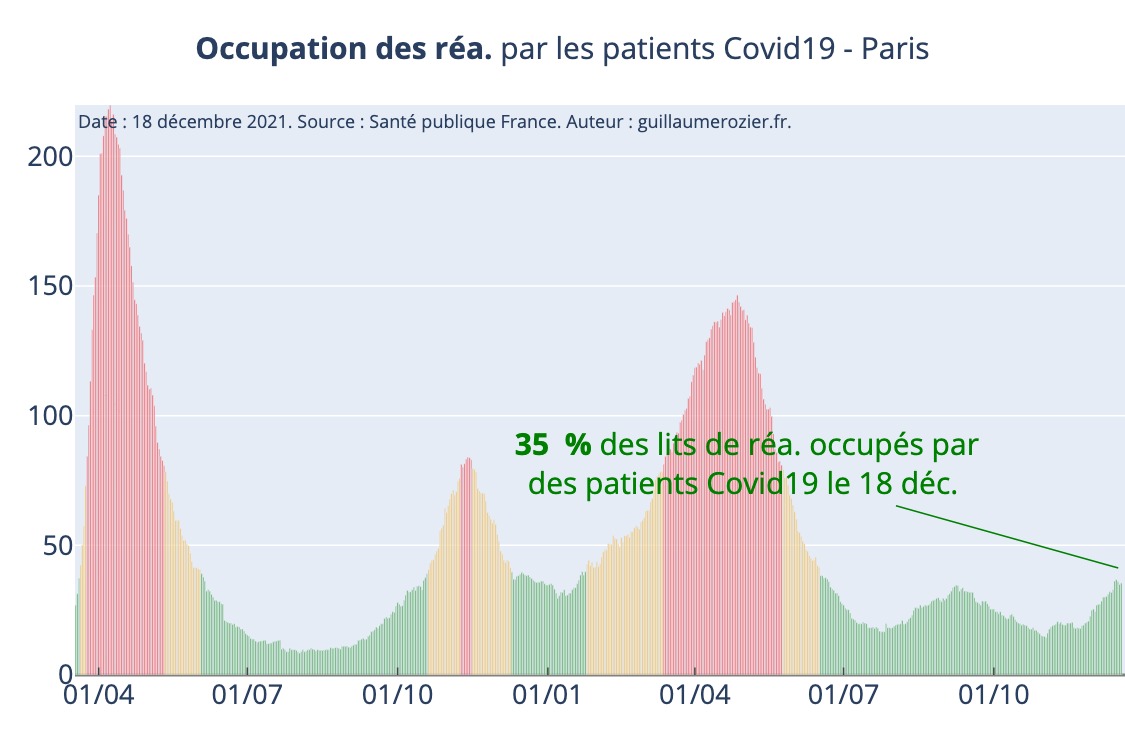 Occupation des réa. par les patients Covid19 - Paris
Date : 18 décembre 2021. Source : Santé publique France. Auteur : guillaumerozier.fr.
200
150
100
35 % des lits de réa. occupés par
des patients Covid19 le 18 déc.
50
0
01/04 01/07 01/10 01/01 01/04 01/07 01/10